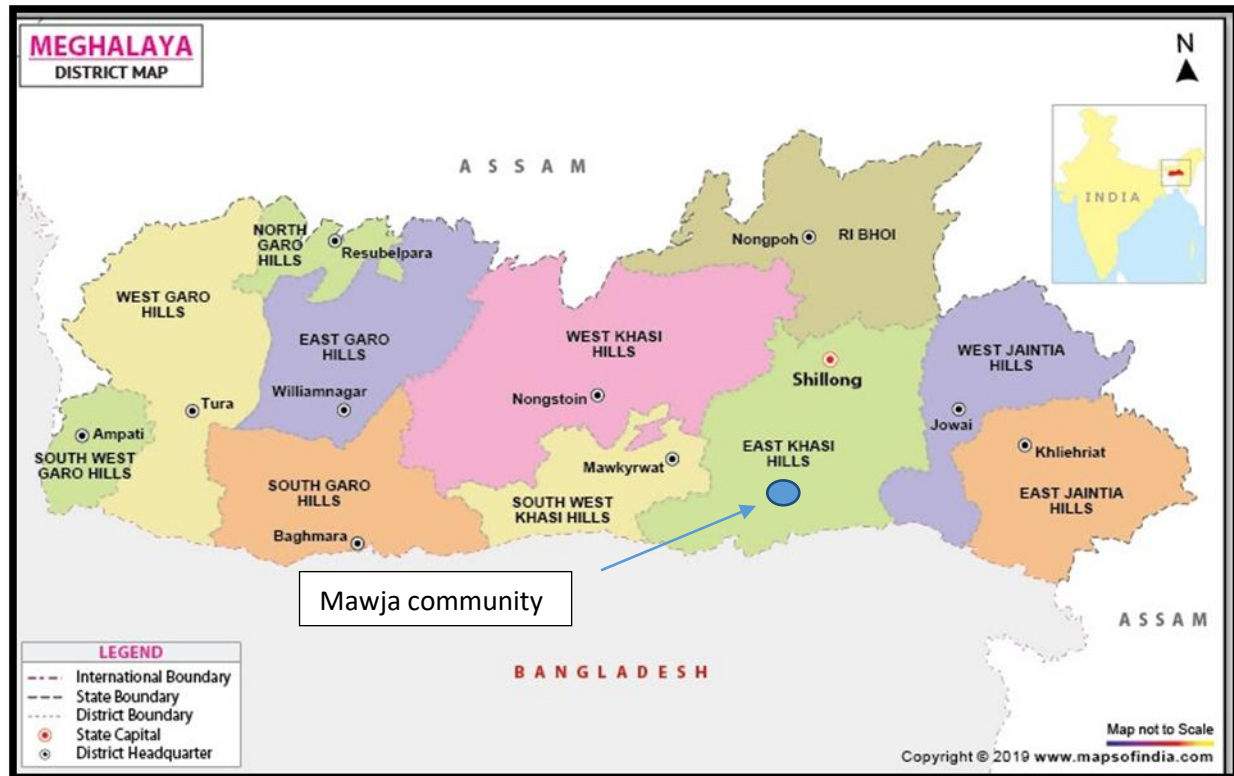 MEGHALAYA
DISTRICT MAP
N
ASSAM
INDIA
NORTH
GARO
HILLS
Resubelpara
Nongpoh
RI BHOI
WEST GARO
HILLS
EAST GARO
HILLS
WEST KHASI
HILLS
WEST JAINTIA
HILLS
Shillong
Williamnagar
Nongstoin
Tura
Jowai
Ampati
SOUTH WEST
GARO HILLS
EAST KHASI
HILLS
Khliehriat
Mawkyrwat
SOUTH GARO
HILLS
SOUTH WEST
KHASI HILLS
EAST JAINTIA
HILLS
Baghmara
Mawja community
ASSAM
BANGLADESH
LEGEND
International Boundary
State Boundary
District Boundary
State Capital
District Headquarter
Map not to Scale
Copyright © 2019 www.mapsofindia.com